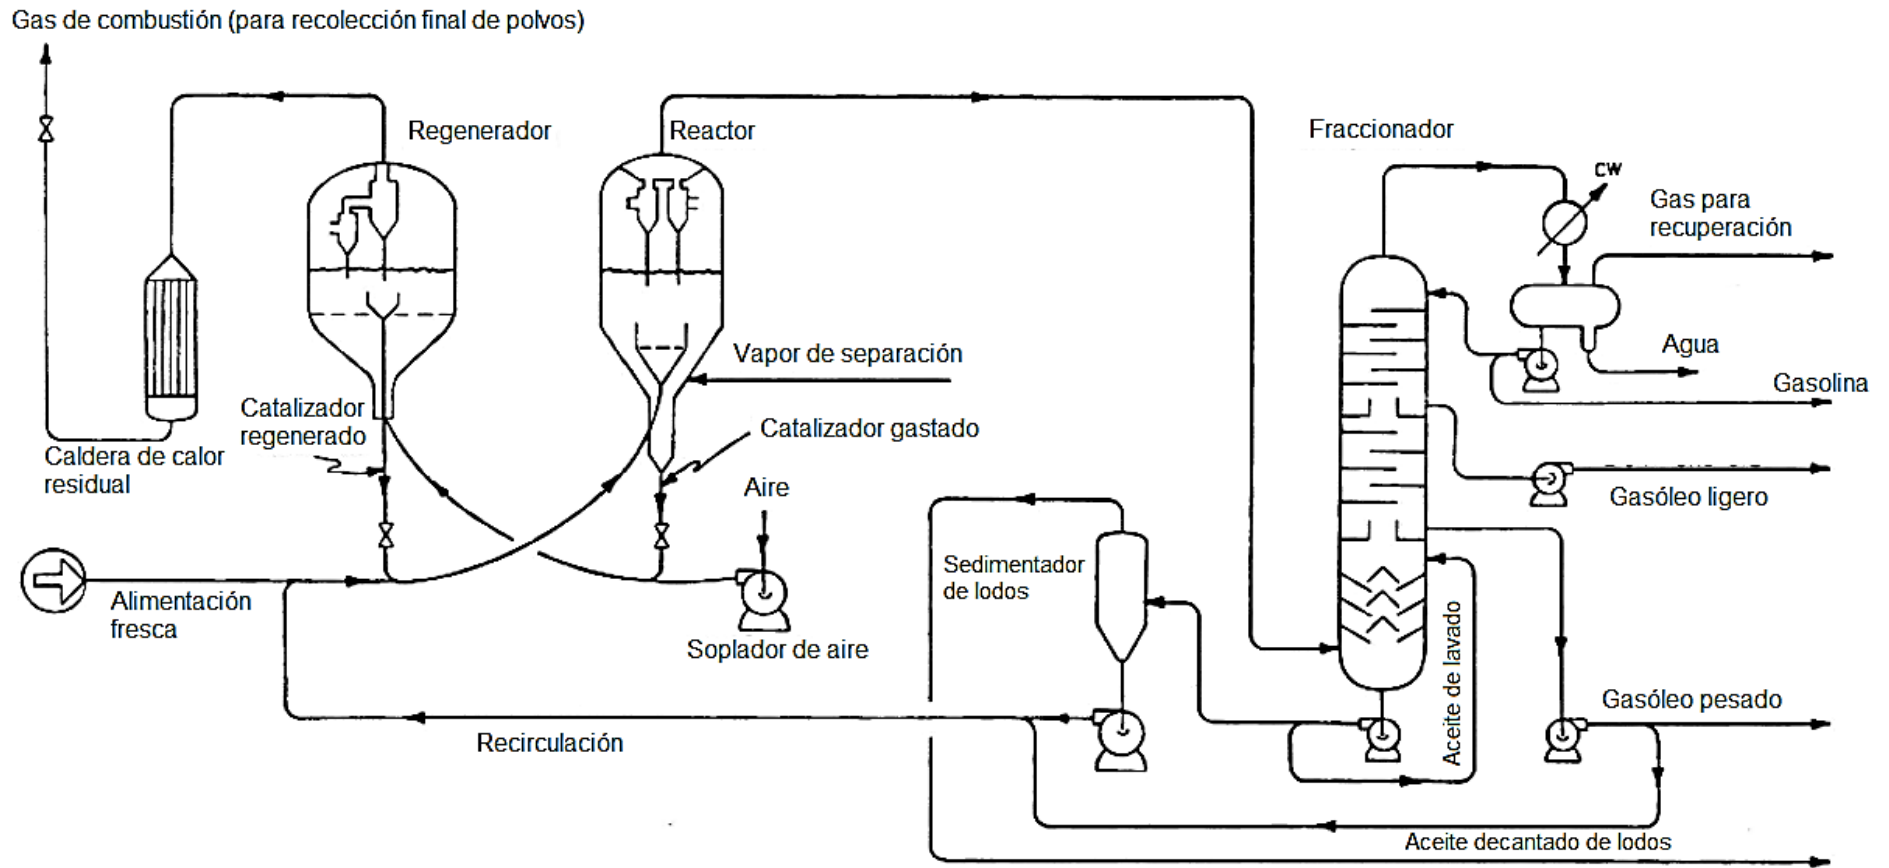 Gas de combustión (para recolección final de polvos)
Regenerador
Reactor
Fraccionador
CW
Gas para
recuperación
Vapor de separación
Agua
Gasolina
Catalizador
regenerado
Catalizador gastado
Caldera de calor
residual
Aire
Gasóleo ligero
Sedimentador
de lodos
Alimentación
fresca
Soplador de aire
Aceite de lavado
Gasóleo pesado
Recirculación
Aceite decantado de lodos